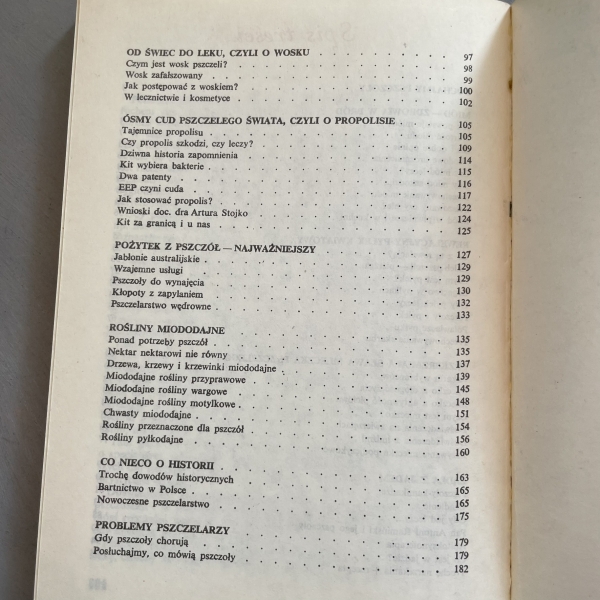 OD ŚWIEC DO LEKU, CZYLI O WOSKU . . . . . . . . 97
Czym jest wosk pszczeli? . . . . . . . . 98
Wosk zafałszowany . . . . . . . . 99
Jak postępować z woskiem? . . . . . . . . 100
W lecznictwie i kosmetyce . . . . . . . . 102
ÓSMY CUD PSZCZELEGO ŚWIATA, CZYLI O PROPOLISIE . . . . 105
Tajemnice propolisu . . . . . . . . 105
Czy propolis szkodzi, czy leczy? . . . . . . . . 109
Dziwna historia zapomnienia . . . . . . . . 114
Kit wybiera bakterie . . . . . . . . 115
Dwa patenty . . . . . . . . 116
EEP czyni cuda . . . . . . . . 117
Jak stosować propolis? . . . . . . . . 122
Wnioski doc. dra Artura Stojko . . . . . . . . 124
Kit za granicą i u nas . . . . . . . . 125
POŻYTEK Z PSZCZÓŁ — NAJWAŻNIEJSZY . . . . . . . . 127
Jabłonie australijskie . . . . . . . . 129
Wzajemne usługi . . . . . . . . 129
Pszczoły do wynajęcia . . . . . . . . 130
Kłopoty z zapylaniem . . . . . . . . 132
Pszczelarstwo wędrowne . . . . . . . . 133
ROŚLINY MIODODAJNE . . . . . . . . 135
Ponad potrzeby pszczół . . . . . . . . 135
Nektar nektarowi nie równy . . . . . . . . 137
Drzewa, krzewy i krzewinki miododajne . . . . . . . . 139
Miododajne rośliny przyprawowe . . . . . . . . 145
Miododajne rośliny wargowe . . . . . . . . 148
Miododajne rośliny motylkowe . . . . . . . . 151
Chwasty miododajne . . . . . . . . 154
Rośliny przeznaczone dla pszczół . . . . . . . . 156
Rośliny pyłkodajne . . . . . . . . 160
CO NIECO O HISTORII . . . . . . . . 163
Trochę dowodów historycznych . . . . . . . . 165
Bartnictwo w Polsce . . . . . . . . 165
Nowoczesne pszczelarstwo . . . . . . . . 175
PROBLEMY PSZCZELARZY . . . . . . . . 179
Gdy pszczoły chorują . . . . . . . . 179
Posłuchajmy, co mówią pszczoły . . . . . . . . 182